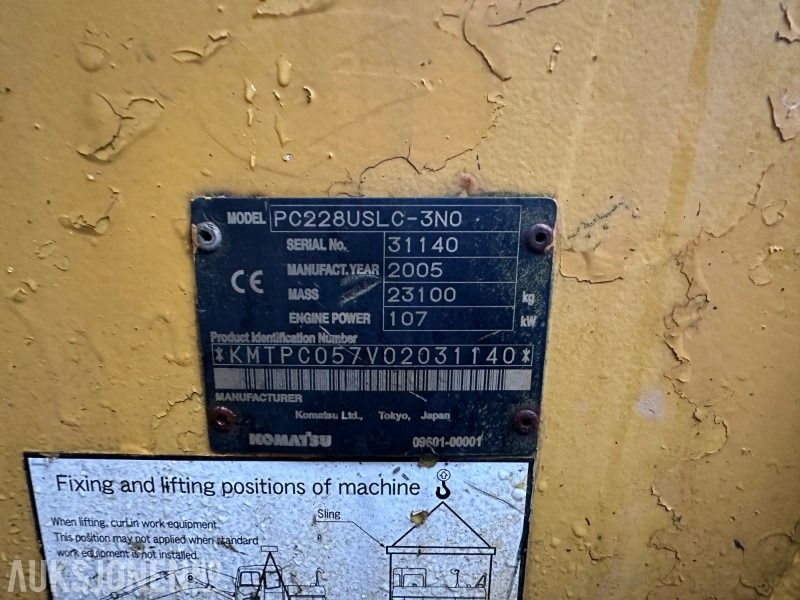 MODEL PC228USLC-3N0
SERIAL No. 31140
MANUFACT.YEAR 2005
CE
MASS 23100 kg
ENGINE POWER 107 kW
Product Identification Number
*KMTPC057V02031140*
MANUFACTURER
Komatsu Ltd., Tokyo, Japan
KOMATSU 09601-00001
Fixing and lifting positions of machine
When lifting, curl in work equipment.
This position may not applied when standard
work equipment is not installed.
Sling
AUKSJONEN.NO